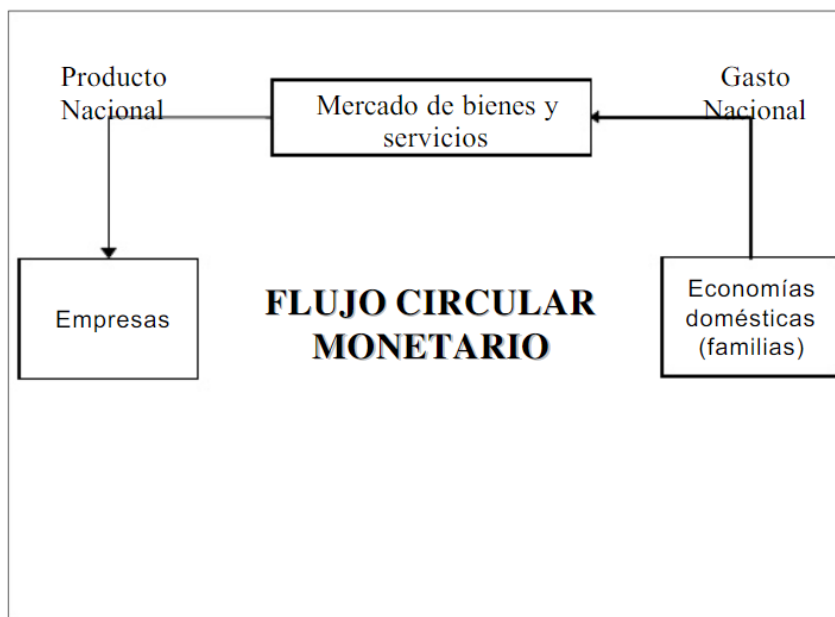 Producto
Nacional
Mercado de bienes y
servicios
Gasto
Nacional
Empresas
FLUJO CIRCULAR
MONETARIO
Economías
domésticas
(familias)